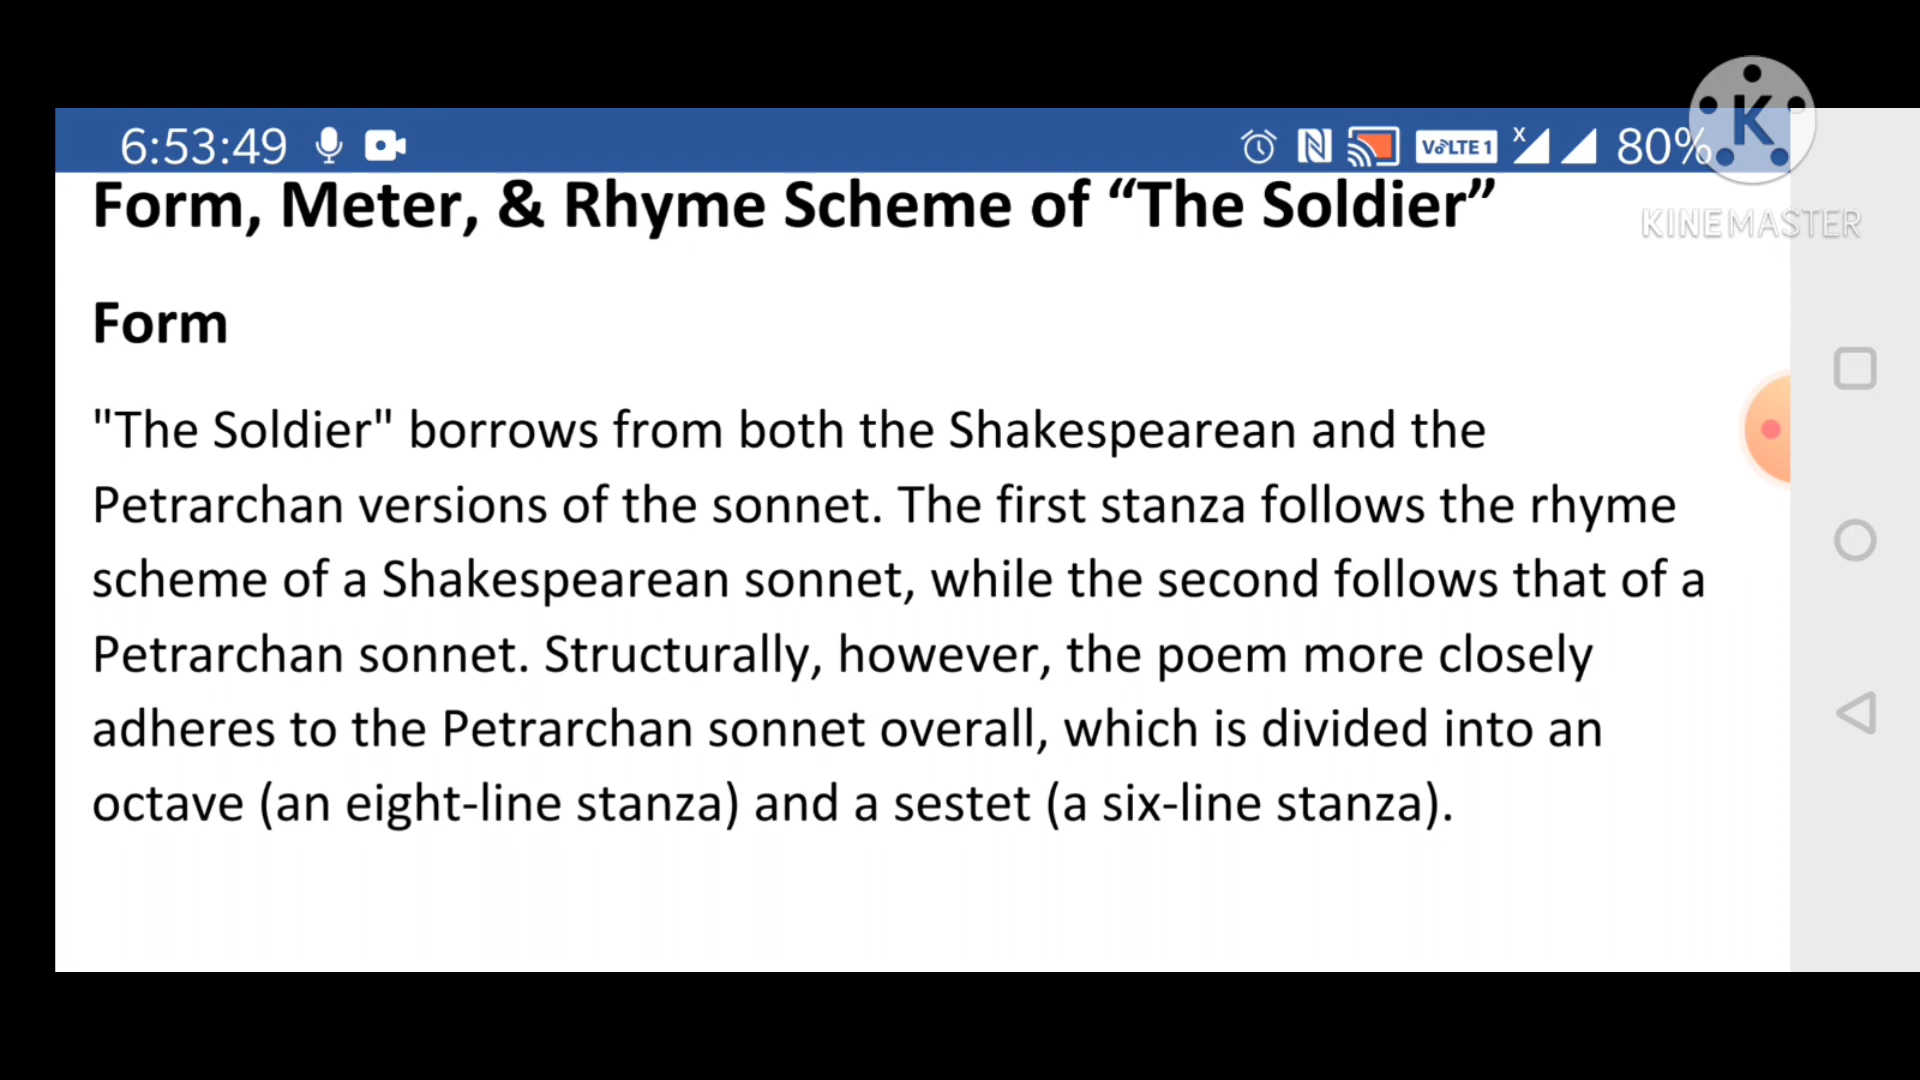 6:53:49 VoLTE 1 x 80%
K
KINEMASTER
Form, Meter, & Rhyme Scheme of “The Soldier”
Form
"The Soldier" borrows from both the Shakespearean and the
Petrarchan versions of the sonnet. The first stanza follows the rhyme
scheme of a Shakespearean sonnet, while the second follows that of a
Petrarchan sonnet. Structurally, however, the poem more closely
adheres to the Petrarchan sonnet overall, which is divided into an
octave (an eight-line stanza) and a sestet (a six-line stanza).